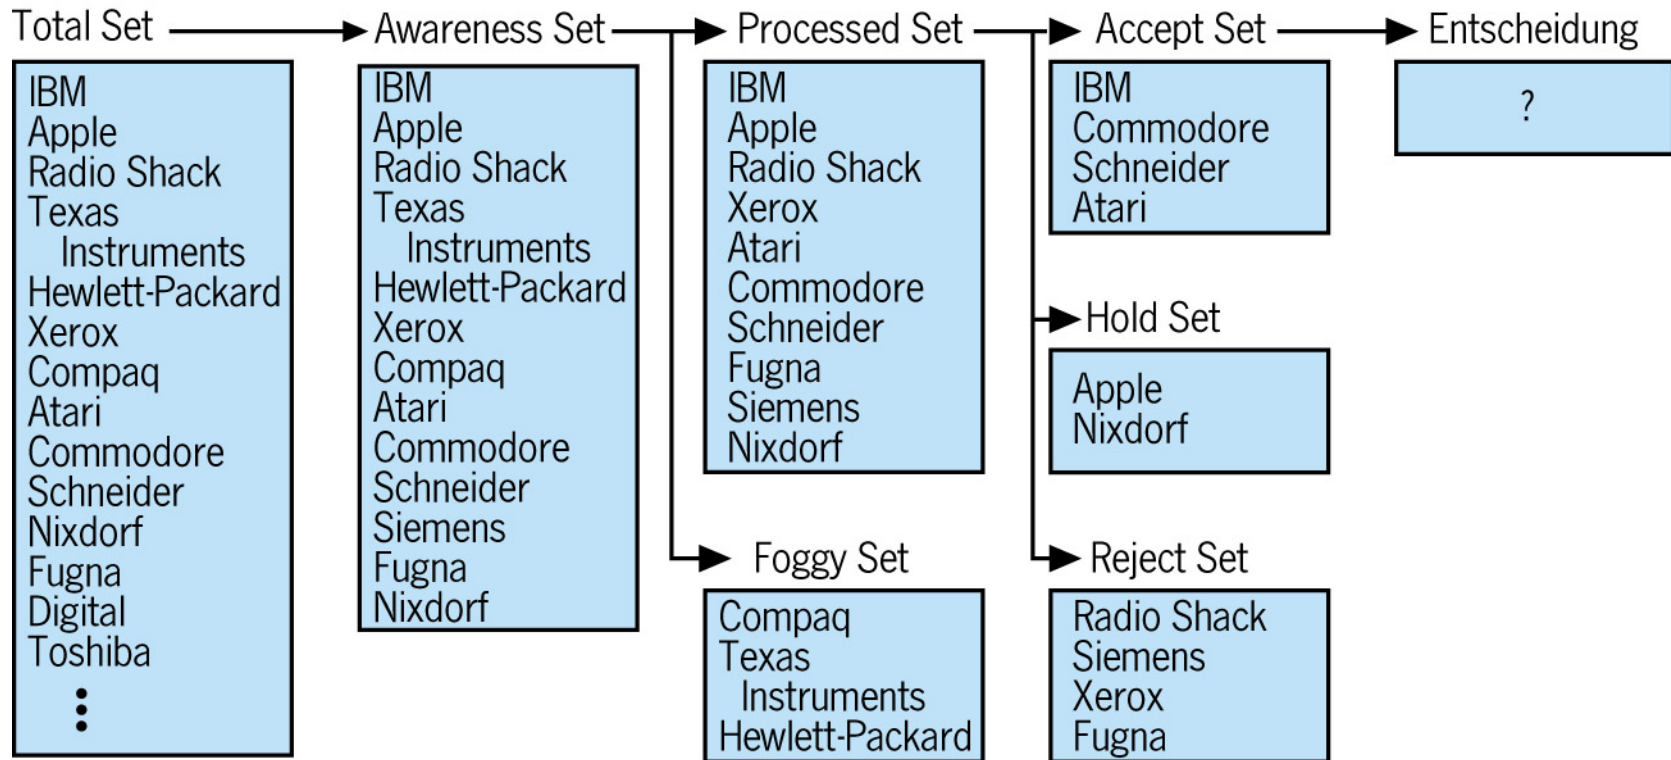 Total Set
IBM
Apple
Radio Shack
Texas
Instruments
Hewlett-Packard
Xerox
Compaq
Atari
Commodore
Schneider
Nixdorf
Fugna
Digital
Toshiba
Awareness Set
IBM
Apple
Radio Shack
Texas
Instruments
Hewlett-Packard
Xerox
Compaq
Atari
Commodore
Schneider
Siemens
Fugna
Nixdorf
Processed Set
IBM
Apple
Radio Shack
Xerox
Atari
Commodore
Schneider
Fugna
Siemens
Nixdorf
Foggy Set
Compaq
Texas
Instruments
Hewlett-Packard
Accept Set
IBM
Commodore
Schneider
Atari
Hold Set
Apple
Nixdorf
Reject Set
Radio Shack
Siemens
Xerox
Fugna
Entscheidung
?